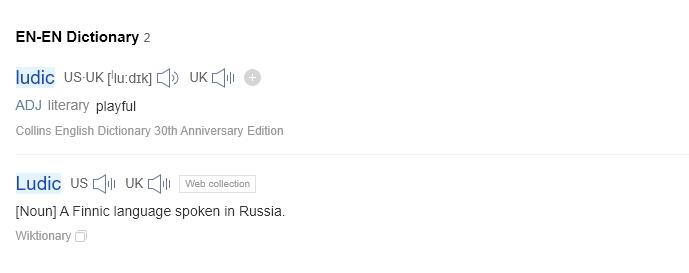 EN-EN Dictionary 2
ludic US·UK [ˈluːdɪk] UK
ADJ literary playful
Collins English Dictionary 30th Anniversary Edition
Ludic US UK Web collection
[Noun] A Finnic language spoken in Russia.
Wiktionary